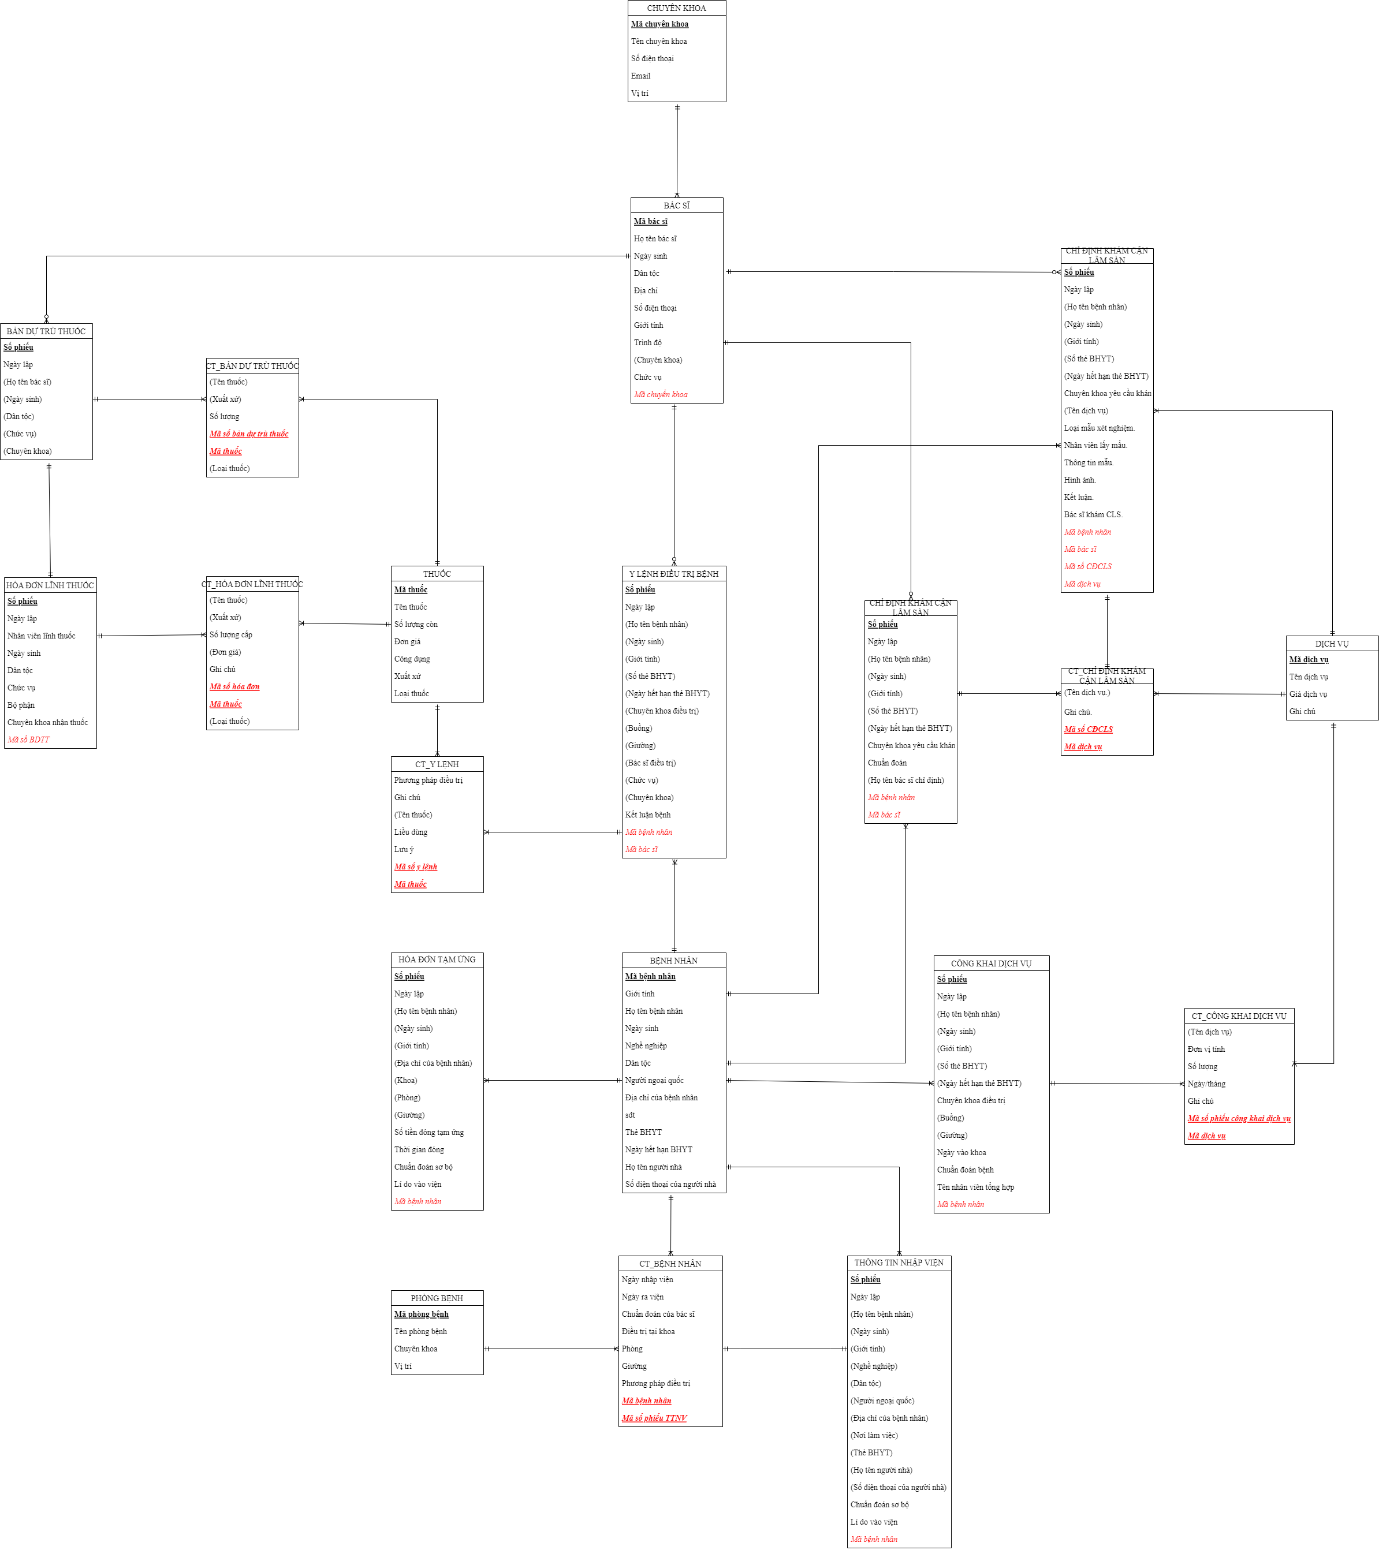 CHUYÊN KHOA
Mã chuyên khoa
Tên chuyên khoa
Số điện thoại
Email
Vị trí
BÁC SĨ
Mã bác sĩ
Họ tên bác sĩ
Ngày sinh
Dân tộc
Địa chỉ
Số điện thoại
Giới tính
Trình độ
(Chuyên khoa)
Chức vụ
Mã chuyên khoa
CHỈ ĐỊNH KHÁM CẬN
LÂM SÀN
Số phiếu
Ngày lập
(Họ tên bệnh nhân)
(Ngày sinh)
(Giới tính)
(Số thẻ BHYT)
(Ngày hết hạn thẻ BHYT)
Chuyên khoa yêu cầu khán
(Tên dịch vụ)
Loại mẫu xét nghiệm.
Nhân viên lấy mẫu.
Thông tin mẫu
Hình ảnh.
Kết luận.
Bác sĩ khám CLS.
Mã bệnh nhân
Mã bác sĩ
Mã số CĐCLS
Mã dịch vụ
BẢN DỰ TRÙ THUỐC
Số phiếu
Ngày lập
(Họ tên bác sĩ)
(Ngày sinh)
(Dân tộc)
(Chức vụ)
(Chuyên khoa)
CT_BẢN DỰ TRÙ THUỐC
(Tên thuốc)
(Xuất xứ)
Số lượng
Mã số bản dự trù thuốc
Mã thuốc
(Loại thuốc)
HÓA ĐƠN LĨNH THUỐC
Số phiếu
Ngày lập
Nhân viên lĩnh thuốc
Ngày sinh
Dân tộc
Chức vụ
Bộ phận
Chuyên khoa nhận thuốc
Mã số BDTT
CT_HÓA ĐƠN LĨNH THUỐC
(Tên thuốc)
(Xuất xứ)
Số lượng cấp
(Đơn giá)
Ghi chú
Mã số hóa đơn
Mã thuốc
(Loại thuốc)
THUỐC
Mã thuốc
Tên thuốc
Số lượng còn
Đơn giá
Công dụng
Xuất xứ
Loại thuốc
Y LỆNH ĐIỀU TRỊ BỆNH
Số phiếu
Ngày lập
(Họ tên bệnh nhân)
(Ngày sinh)
(Giới tính)
(Số thẻ BHYT)
(Ngày hết hạn thẻ BHYT)
(Chuyên khoa điều trị)
(Buồng)
(Giường)
(Bác sĩ điều trị)
(Chức vụ)
(Chuyên khoa)
Kết luận bệnh
Mã bệnh nhân
Mã bác sĩ
CHỈ ĐỊNH KHÁM CẬN
LÂM SÀN
Số phiếu
Ngày lập
(Họ tên bệnh nhân)
(Ngày sinh)
(Giới tính)
(Số thẻ BHYT)
(Ngày hết hạn thẻ BHYT)
Chuyên khoa yêu cầu khán
Chuẩn đoán
(Họ tên bác sĩ chỉ định)
Mã bệnh nhân
Mã bác sĩ
CT_CHỈ ĐỊNH KHÁM
CẬN LÂM SÀN
(Tên dịch vụ.)
Ghi chú.
Mã số CĐCLS
Mã dịch vụ
DỊCH VỤ
Mã dịch vụ
Tên dịch vụ
Giá dịch vụ
Ghi chú
CT_Y LỆNH
Phương pháp điều trị
Ghi chú
(Tên thuốc)
Liều dùng
Lưu ý
Mã số y lệnh
Mã thuốc
HÓA ĐƠN TẠM ỨNG
Số phiếu
Ngày lập
(Họ tên bệnh nhân)
(Ngày sinh)
(Giới tính)
(Địa chỉ của bệnh nhân)
(Khoa)
(Phòng)
(Giường)
Số tiền đóng tạm ứng
Thời gian đóng
Chuẩn đoán sơ bộ
Lí do vào viện
Mã bệnh nhân
BỆNH NHÂN
Mã bệnh nhân
Giới tính
Họ tên bệnh nhân
Ngày sinh
Nghề nghiệp
Dân tộc
Người ngoại quốc
Địa chỉ của bệnh nhân
sđt
Thẻ BHYT
Ngày hết hạn BHYT
Họ tên người nhà
Số điện thoại của người nhà
CÔNG KHAI DỊCH VỤ
Số phiếu
Ngày lập
(Họ tên bệnh nhân)
(Ngày sinh)
(Giới tính)
(Số thẻ BHYT)
(Ngày hết hạn thẻ BHYT)
Chuyên khoa điều trị
(Buồng)
(Giường)
Ngày vào khoa
Chuẩn đoán bệnh
Tên nhân viên tổng hợp
Mã bệnh nhân
CT_CÔNG KHAI DỊCH VỤ
(Tên dịch vụ)
Đơn vị tính
Số lượng
Ngày/tháng
Ghi chú
Mã số phiếu công khai dịch vụ
Mã dịch vụ
PHÒNG BỆNH
Mã phòng bệnh
Tên phòng bệnh
Chuyên khoa
Vị trí
CT_BỆNH NHÂN
Ngày nhập viện
Ngày ra viện
Chuẩn đoán của bác sĩ
Điều trị tại khoa
Phòng
Giường
Phương pháp điều trị
Mã bệnh nhân
Mã số phiếu TTNV
THÔNG TIN NHẬP VIỆN
Số phiếu
Ngày lập
(Họ tên bệnh nhân)
(Ngày sinh)
(Giới tính)
(Nghề nghiệp)
(Dân tộc)
(Người ngoại quốc)
(Địa chỉ của bệnh nhân)
(Nơi làm việc)
(Thẻ BHYT)
(Họ tên người nhà)
(Số điện thoại của người nhà)
Chuẩn đoán sơ bộ
Lí do vào viện
Mã bệnh nhân